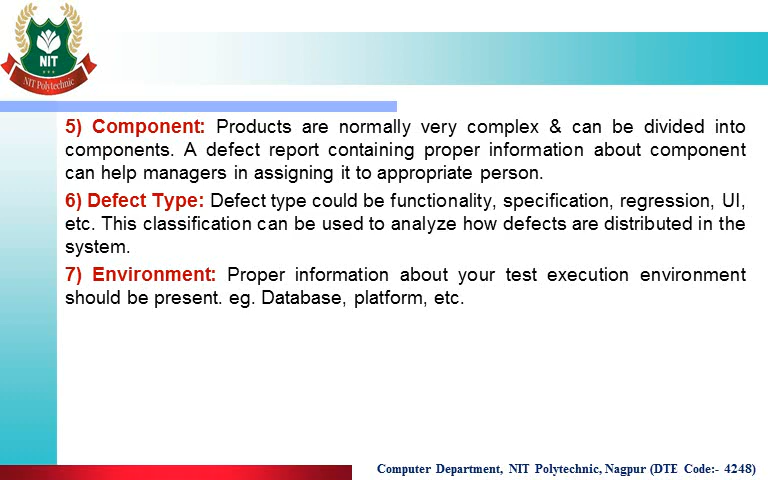 NIT
NIT Polytechnic
5) Component: Products are normally very complex & can be divided into
components. A defect report containing proper information about component
can help managers in assigning it to appropriate person.
6) Defect Type: Defect type could be functionality, specification, regression, UI,
etc. This classification can be used to analyze how defects are distributed in the
system.
7) Environment: Proper information about your test execution environment
should be present. eg. Database, platform, etc.
Computer Department, NIT Polytechnic, Nagpur (DTE Code:- 4248)